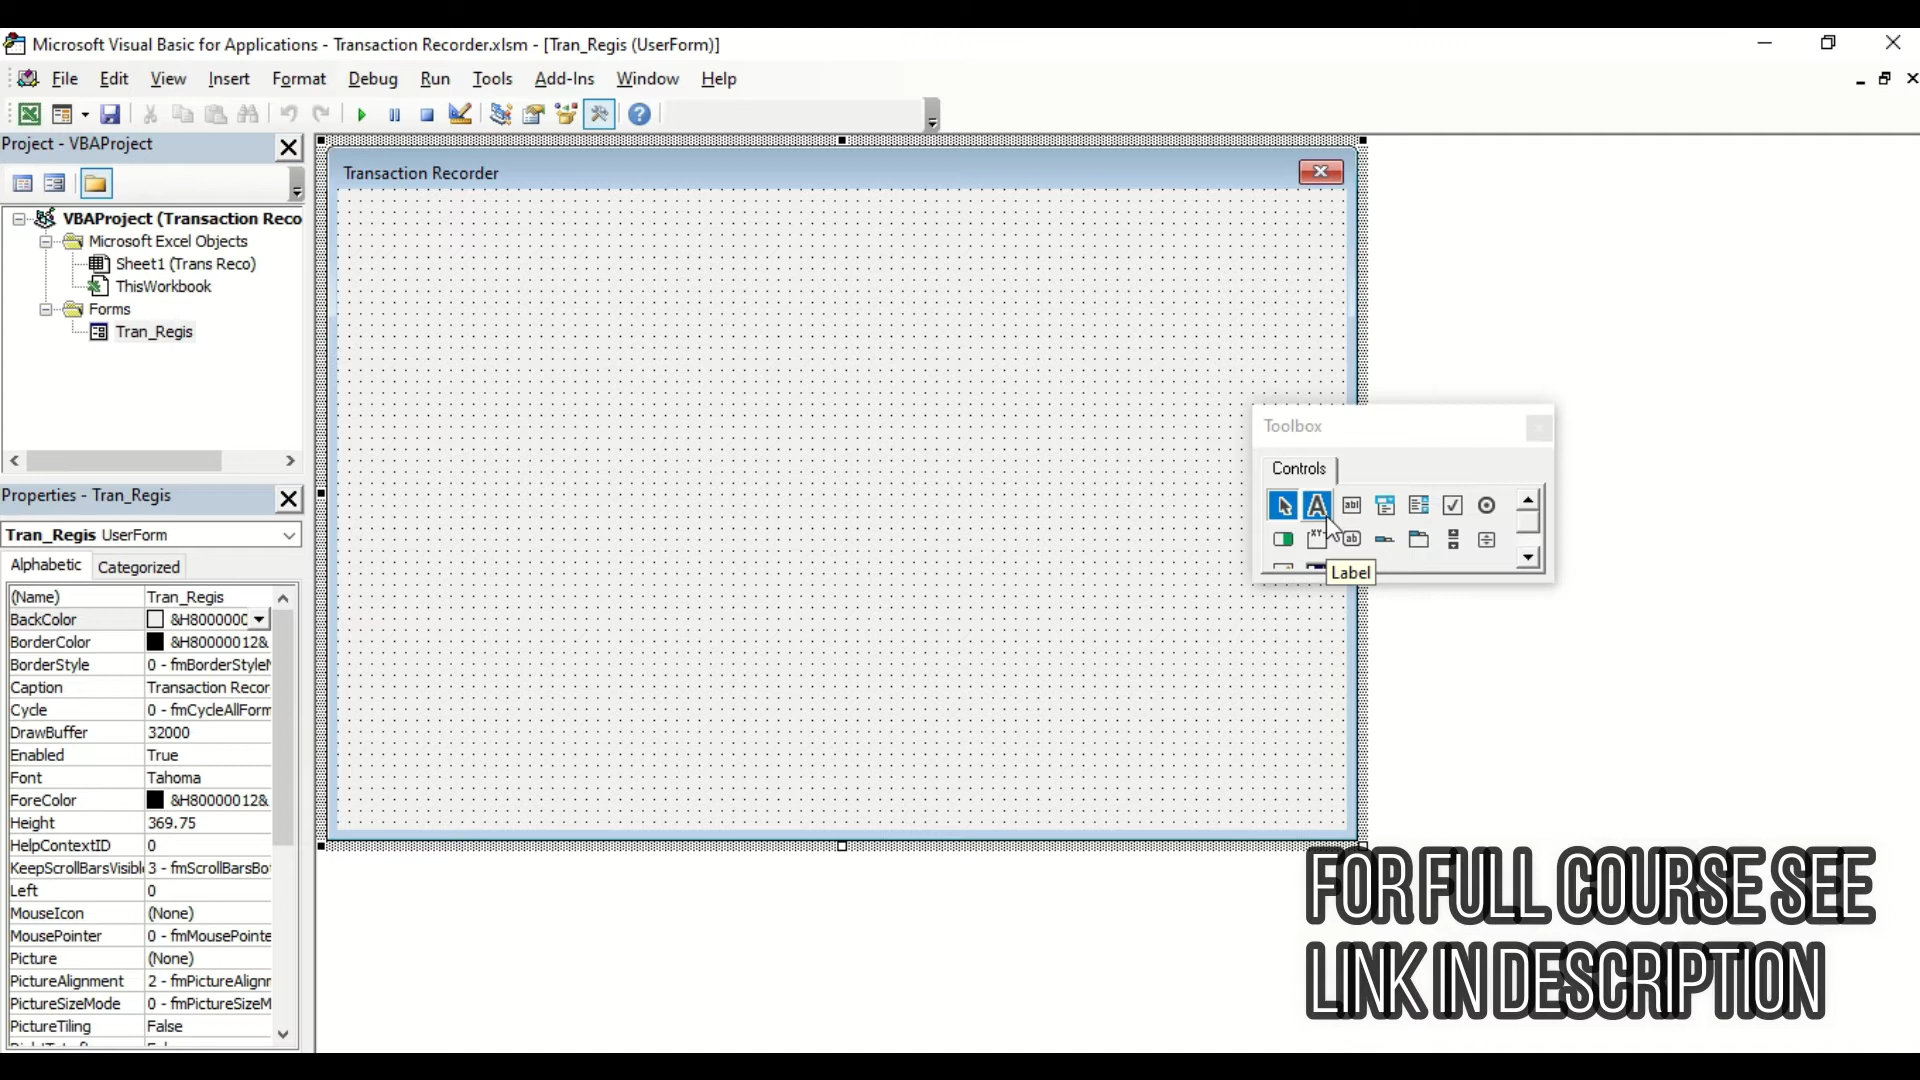 Microsoft Visual Basic for Applications - Transaction Recorder.xlsm - [Tran_Regis (UserForm)]
File Edit View Insert Format Debug Run Tools Add-Ins Window Help
Project - VBAProject
VBAProject (Transaction Reco
Microsoft Excel Objects
Sheet1 (Trans Reco)
ThisWorkbook
Forms
Tran_Regis
Properties - Tran_Regis
Tran_Regis UserForm
Alphabetic Categorized
(Name) Tran_Regis
BackColor &H8000000
BorderColor &H80000012&
BorderStyle 0 - fmBorderStyleN
Caption Transaction Recor
Cycle 0 - fmCycleAllForm
DrawBuffer 32000
Enabled True
Font Tahoma
ForeColor &H80000012&
Height 369.75
HelpContextID 0
KeepScrollBarsVisibl 3 - fmScrollBarsBo
Left 0
MouseIcon (None)
MousePointer 0 - fmMousePointe
Picture (None)
PictureAlignment 2 - fmPictureAlignr
PictureSizeMode 0 - fmPictureSizeM
PictureTiling False
Transaction Recorder
Toolbox
Controls
Label
FOR FULL COURSE SEE
LINK IN DESCRIPTION